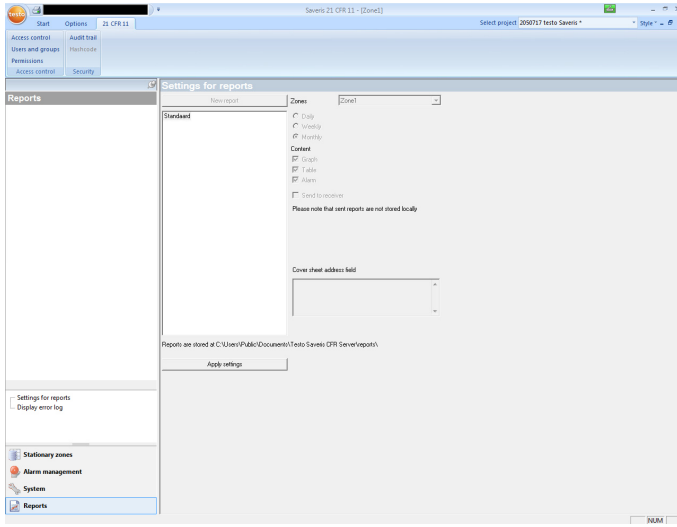 testo
Saveris 21 CFR 11 - [Zone1]
Start Options 21 CFR 11
Select project 2050717 testo Saveris * Style
Access control Audit trail
Users and groups Hashcode
Permissions
Access control Security
Settings for reports
Reports
New report Zones Zone1
Standaard
Daily
Weekly
Monthly
Content
Graph
Table
Alarm
Send to receiver
Please note that sent reports are not stored locally
Cover sheet address field
Reports are stored at C:\Users\Public\Documents\Testo Saveris CFR Server\reports\
Apply settings
Settings for reports
Display error log
Stationary zones
Alarm management
System
Reports
NUM